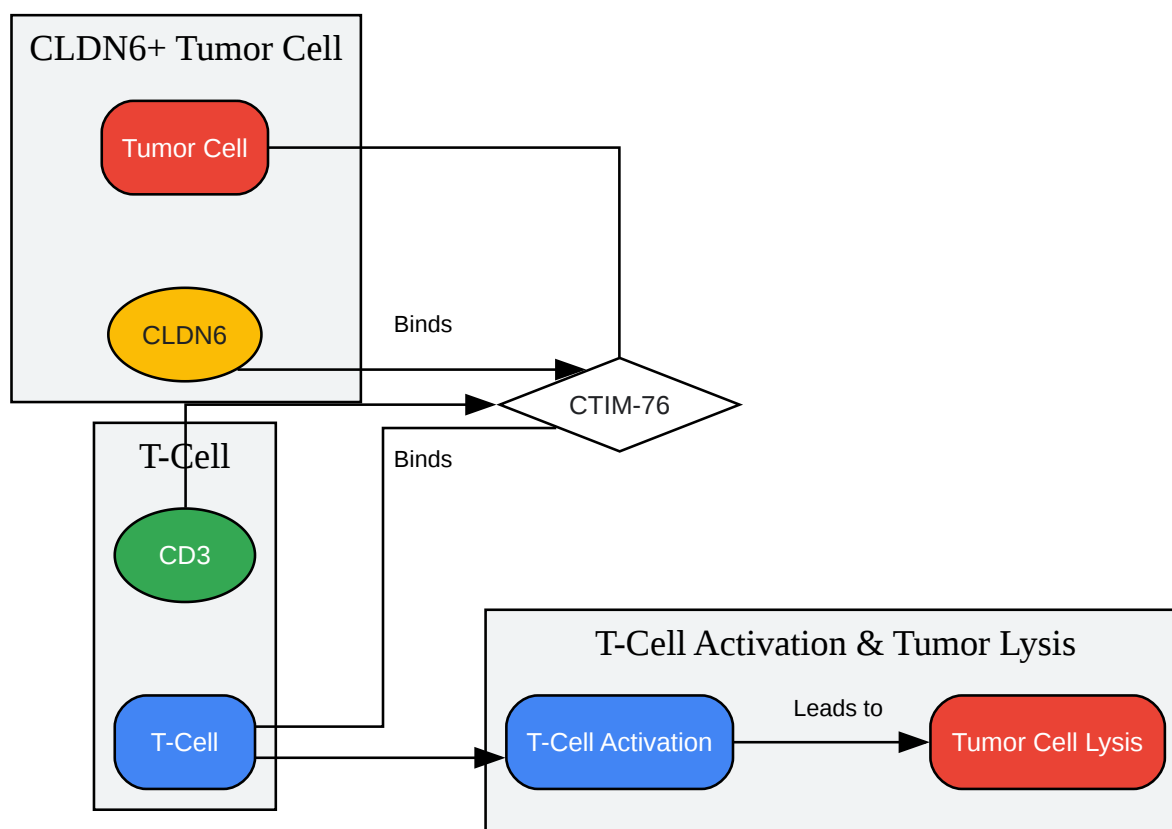 CLDN6+ Tumor Cell
Tumor Cell
CLDN6
Binds
CTIM-76
Binds
T-Cell
CD3
T-Cell
T-Cell Activation & Tumor Lysis
T-Cell Activation
Leads to
Tumor Cell Lysis